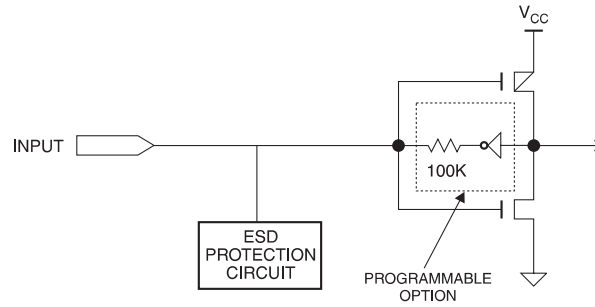 VCC
INPUT
100K
ESD
PROTECTION
CIRCUIT
PROGRAMMABLE
OPTION